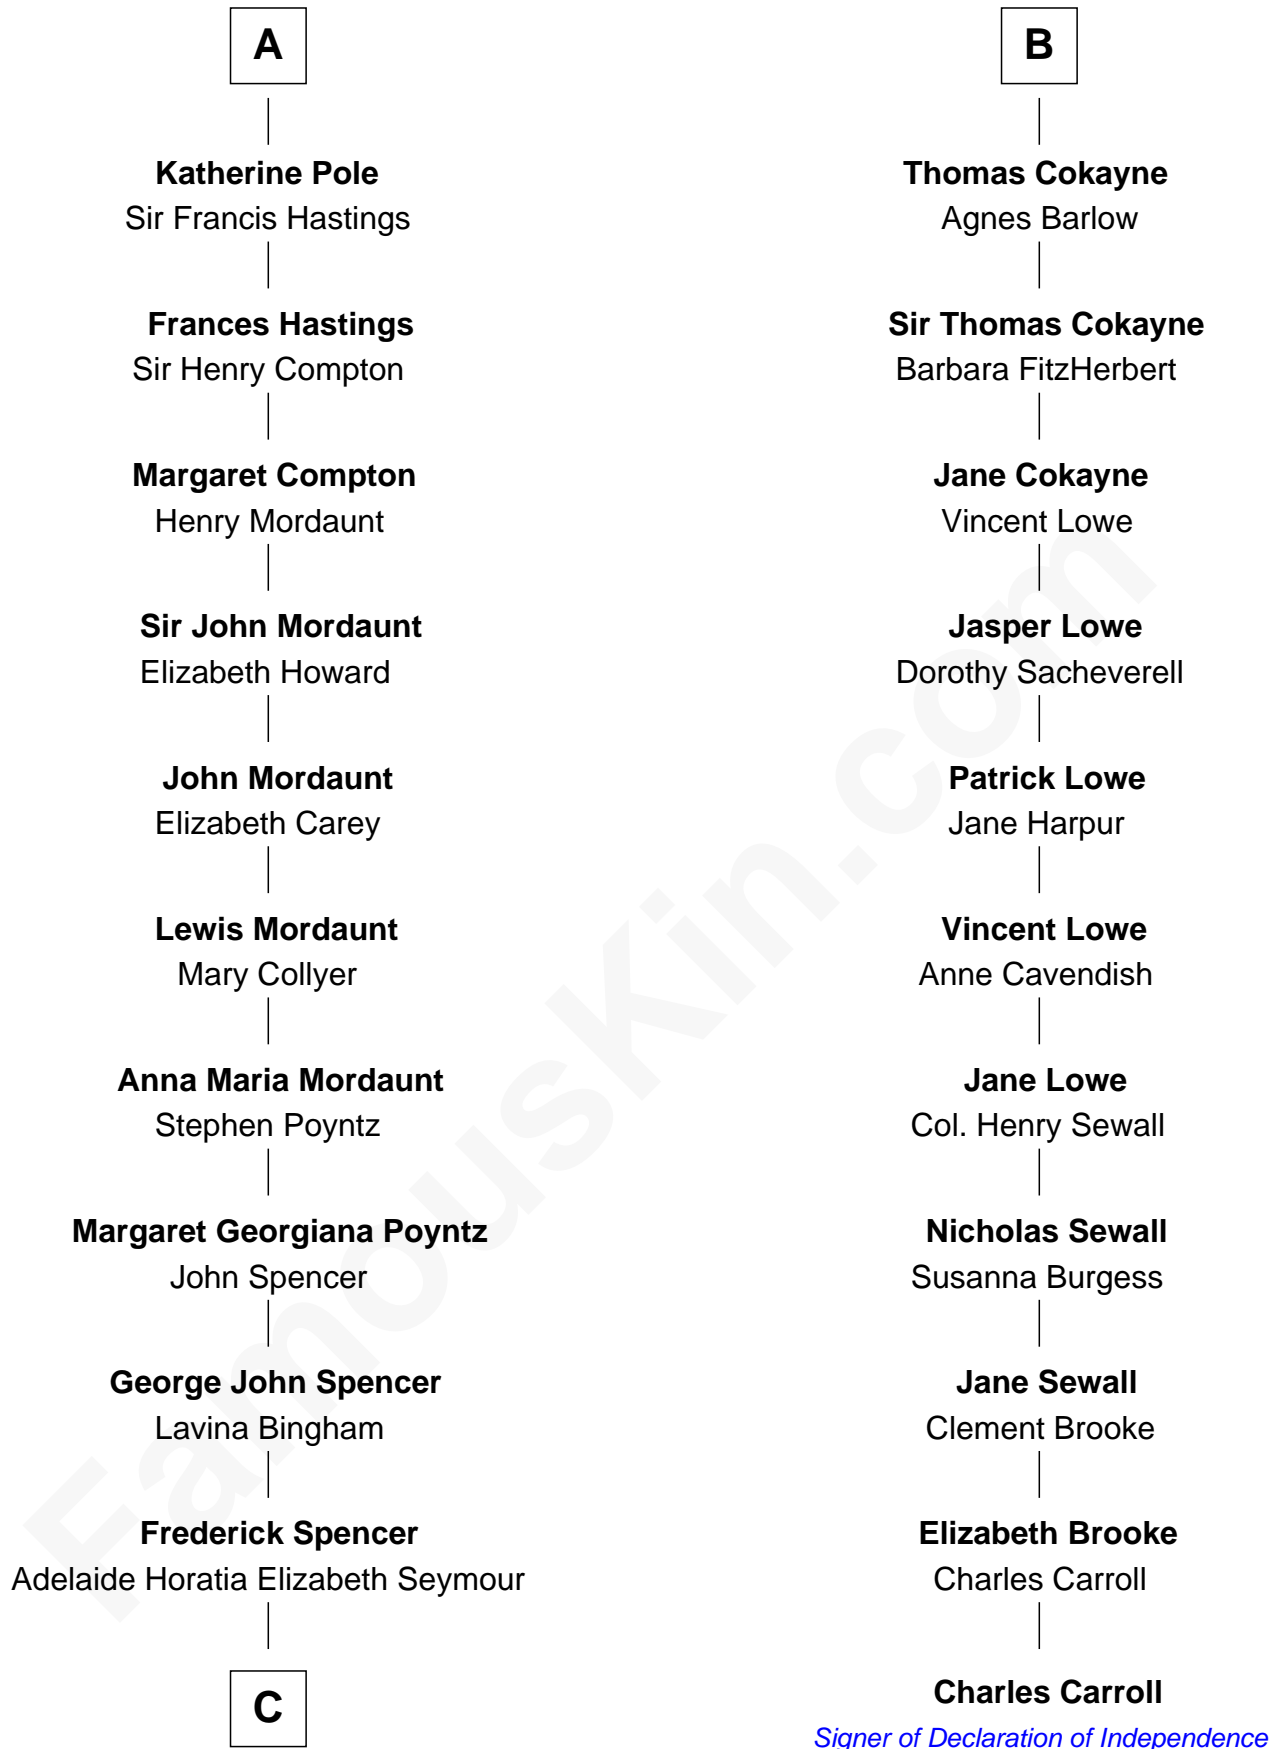 A
Katherine Pole
Sir Francis Hastings
Frances Hastings
Sir Henry Compton
Margaret Compton
Henry Mordaunt
Sir John Mordaunt
Elizabeth Howard
John Mordaunt
Elizabeth Carey
Lewis Mordaunt
Mary Collyer
Anna Maria Mordaunt
Stephen Poyntz
Margaret Georgiana Poyntz
John Spencer
George John Spencer
Lavina Bingham
Frederick Spencer
Adelaide Horatia Elizabeth Seymour
C
B
Thomas Cokayne
Agnes Barlow
Sir Thomas Cokayne
Barbara FitzHerbert
Jane Cokayne
Vincent Lowe
Jasper Lowe
Dorothy Sacheverell
Patrick Lowe
Jane Harpur
Vincent Lowe
Anne Cavendish
Jane Lowe
Col. Henry Sewall
Nicholas Sewall
Susanna Burgess
Jane Sewall
Clement Brooke
Elizabeth Brooke
Charles Carroll
Charles Carroll
Signer of Declaration of Independence
FamousKin.com